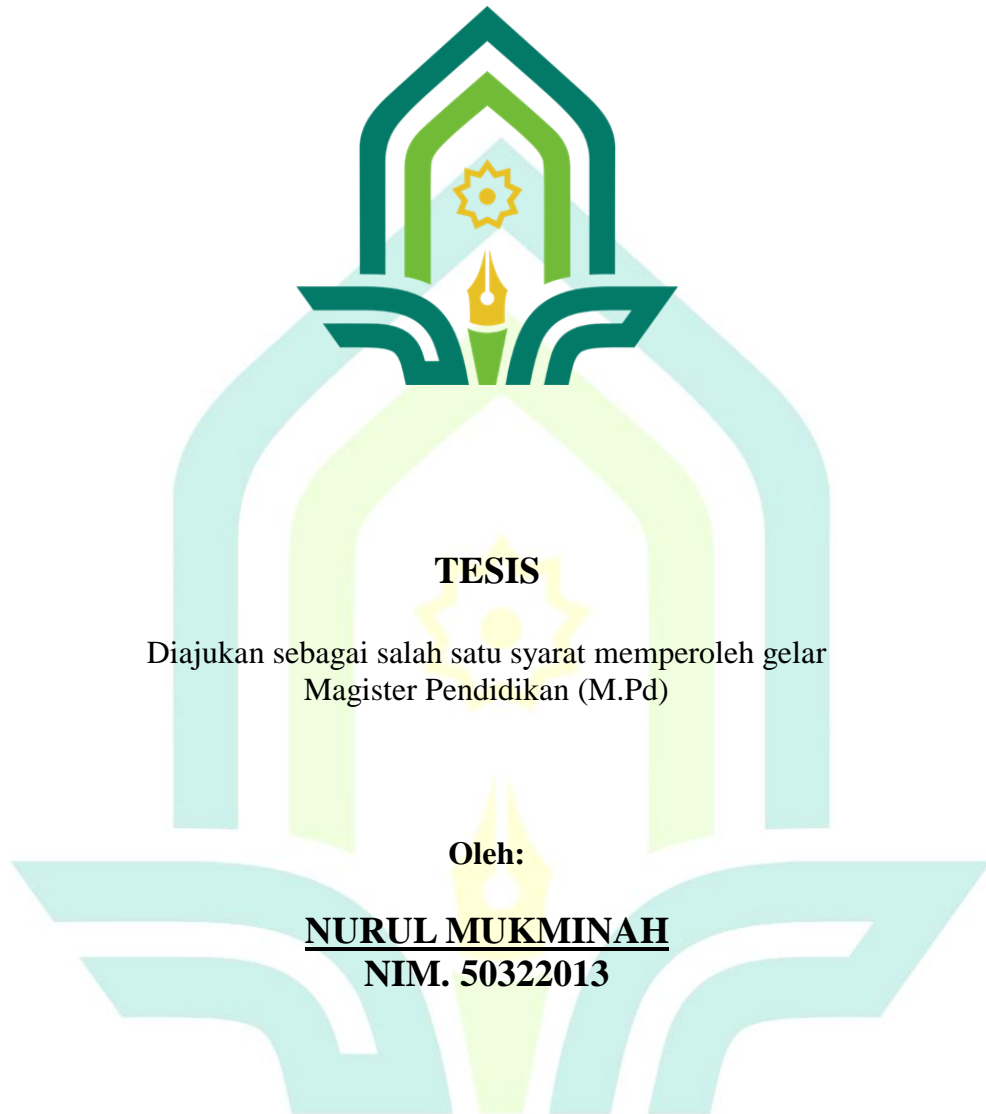 TESIS
Diajukan sebagai salah satu syarat memperoleh gelar
Magister Pendidikan (M.Pd)
Oleh:
NURUL MUKMINAH
NIM. 50322013